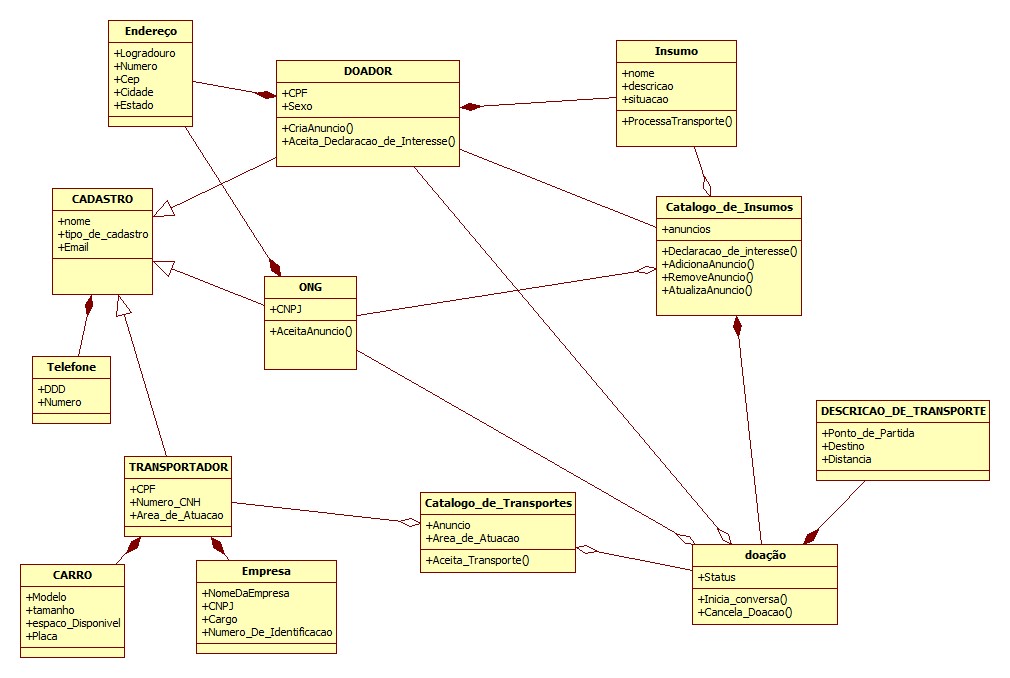 Endereço
+Logradouro
+Numero
+Cep
+Cidade
+Estado
DOADOR
+CPF
+Sexo
+CriaAnuncio()
+Aceita_Declaracao_de_Interesse()
Insumo
+nome
+descricao
+situacao
+ProcessaTransporte()
CADASTRO
+nome
+tipo_de_cadastro
+Email
Catalogo_de_Insumos
+anuncios
+Declaracao_de_interesse()
+AdicionaAnuncio()
+RemoveAnuncio()
+AtualizaAnuncio()
ONG
+CNPJ
+AceitaAnuncio()
Telefone
+DDD
+Numero
DESCRICAO_DE_TRANSPORTE
+Ponto_de_Partida
+Destino
+Distancia
TRANSPORTADOR
+CPF
+Numero_CNH
+Area_de_Atuacao
Catalogo_de_Transportes
+Anuncio
+Area_de_Atuacao
+Aceita_Transporte()
doação
+Status
+Inicia_conversa()
+Cancela_Doacao()
CARRO
+Modelo
+tamanho
+espaco_Disponivel
+Placa
Empresa
+NomeDaEmpresa
+CNPJ
+Cargo
+Numero_De_Identificacao